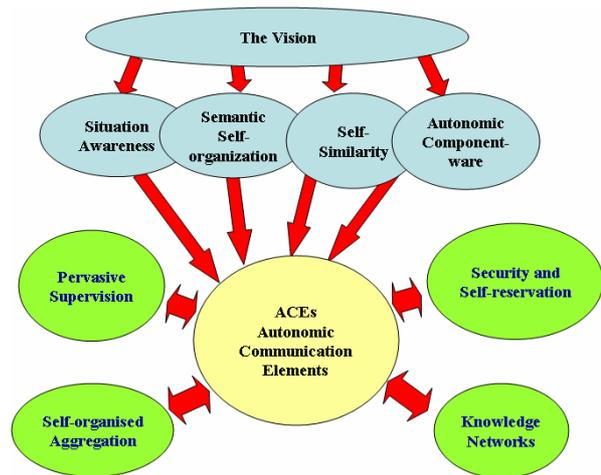 The Vision
Situation
Awareness
Semantic
Self-
organization
Self-
Similarity
Autonomic
Component-
ware
Pervasive
Supervision
Security and
Self-reservation
ACEs
Autonomic
Communication
Elements
Self-organised
Aggregation
Knowledge
Networks